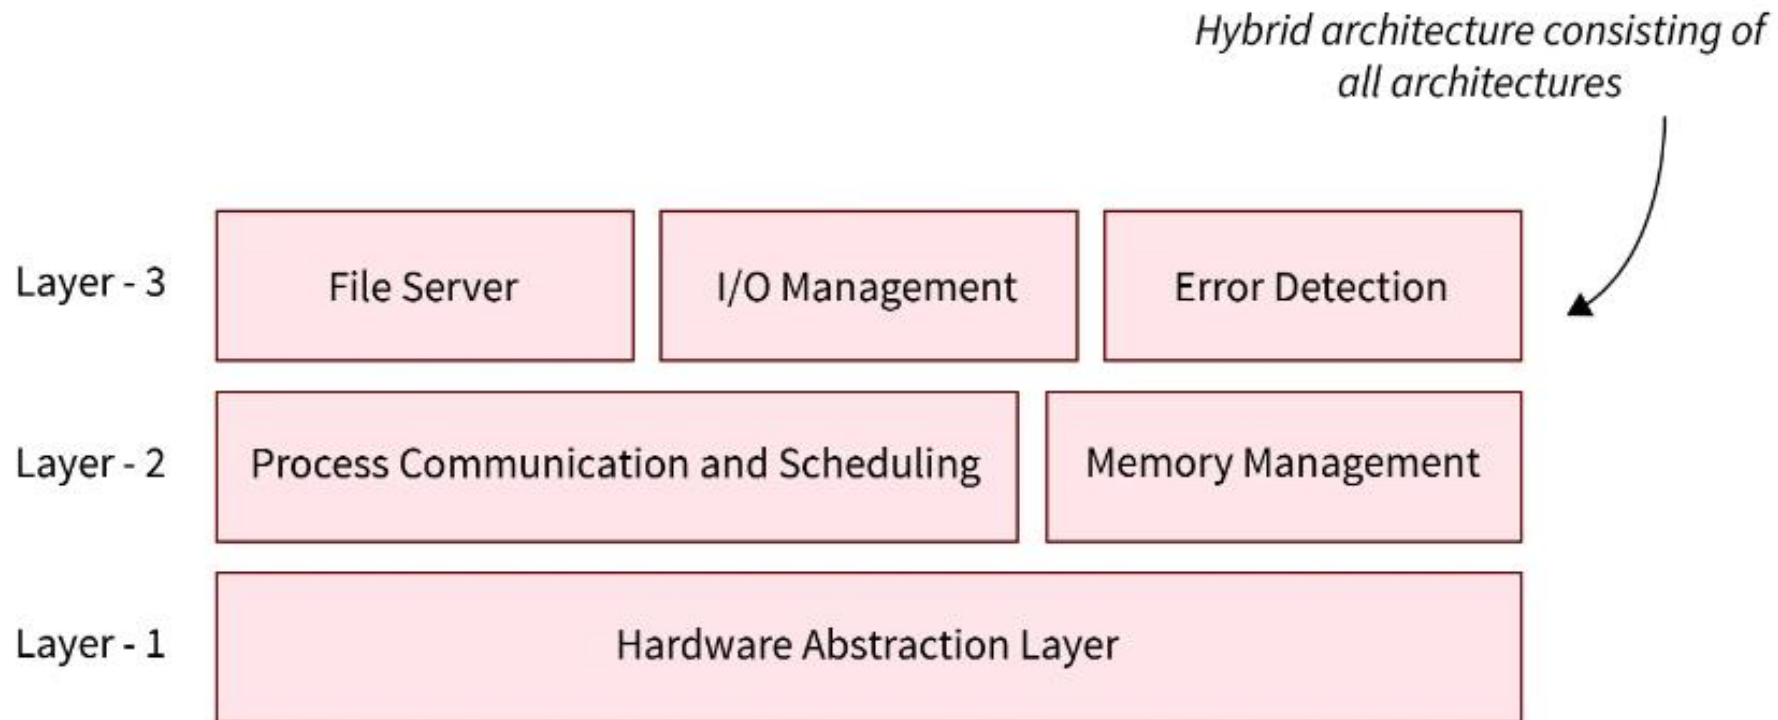 Hybrid architecture consisting of
all architectures
Layer - 3
File Server
I/O Management
Error Detection
Layer - 2
Process Communication and Scheduling
Memory Management
Layer - 1
Hardware Abstraction Layer